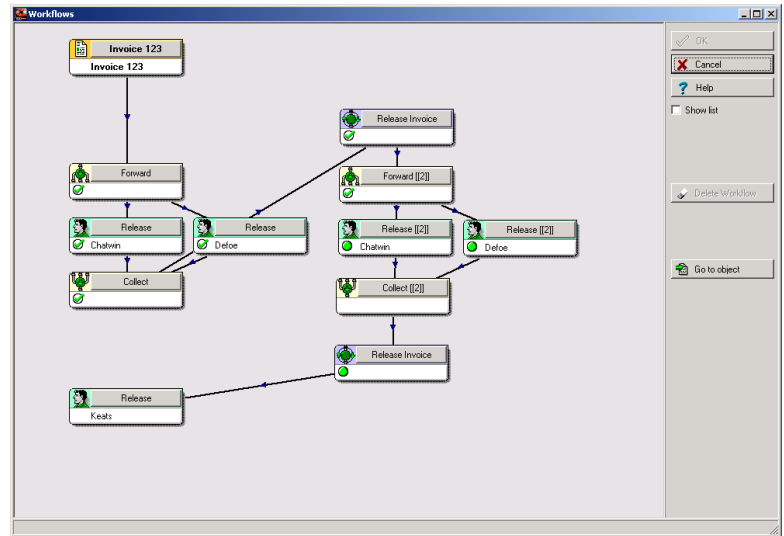 Workflows
Invoice 123
Invoice 123
Forward
Release
Chatwin
Release
Defoe
Collect
Release Invoice
Forward [[2]]
Release [[2]]
Chatwin
Release [[2]]
Defoe
Collect [[2]]
Release Invoice
Release
Keats
OK
Cancel
Help
Show list
Delete Workflow
Go to object